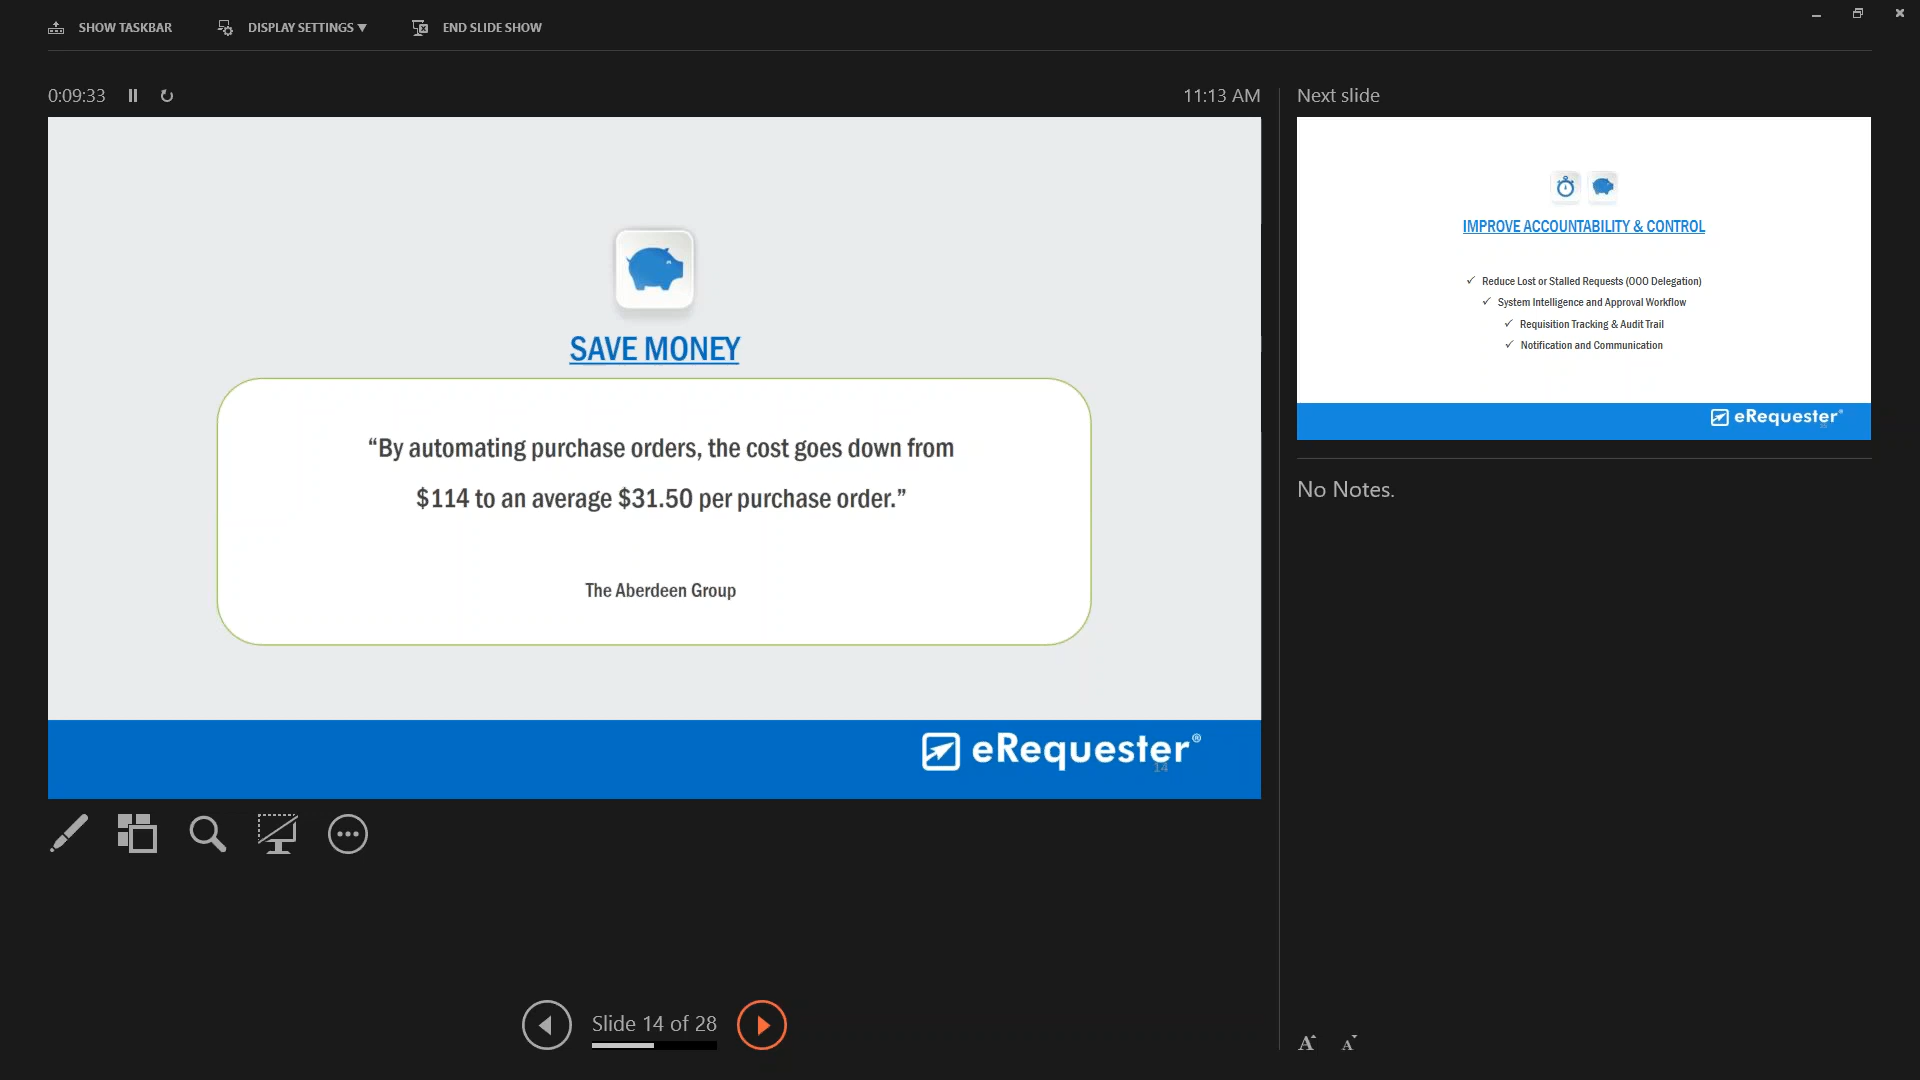 SHOW TASKBAR
DISPLAY SETTINGS ▼
END SLIDE SHOW
0:09:33
11:13 AM
SAVE MONEY
“By automating purchase orders, the cost goes down from
$114 to an average $31.50 per purchase order.”
The Aberdeen Group
eRequester®
14
Slide 14 of 28
Next slide
IMPROVE ACCOUNTABILITY & CONTROL
✓ Reduce Lost or Stalled Requests (OOO Delegation)
✓ System Intelligence and Approval Workflow
✓ Requisition Tracking & Audit Trail
✓ Notification and Communication
eRequester®
No Notes.
A A